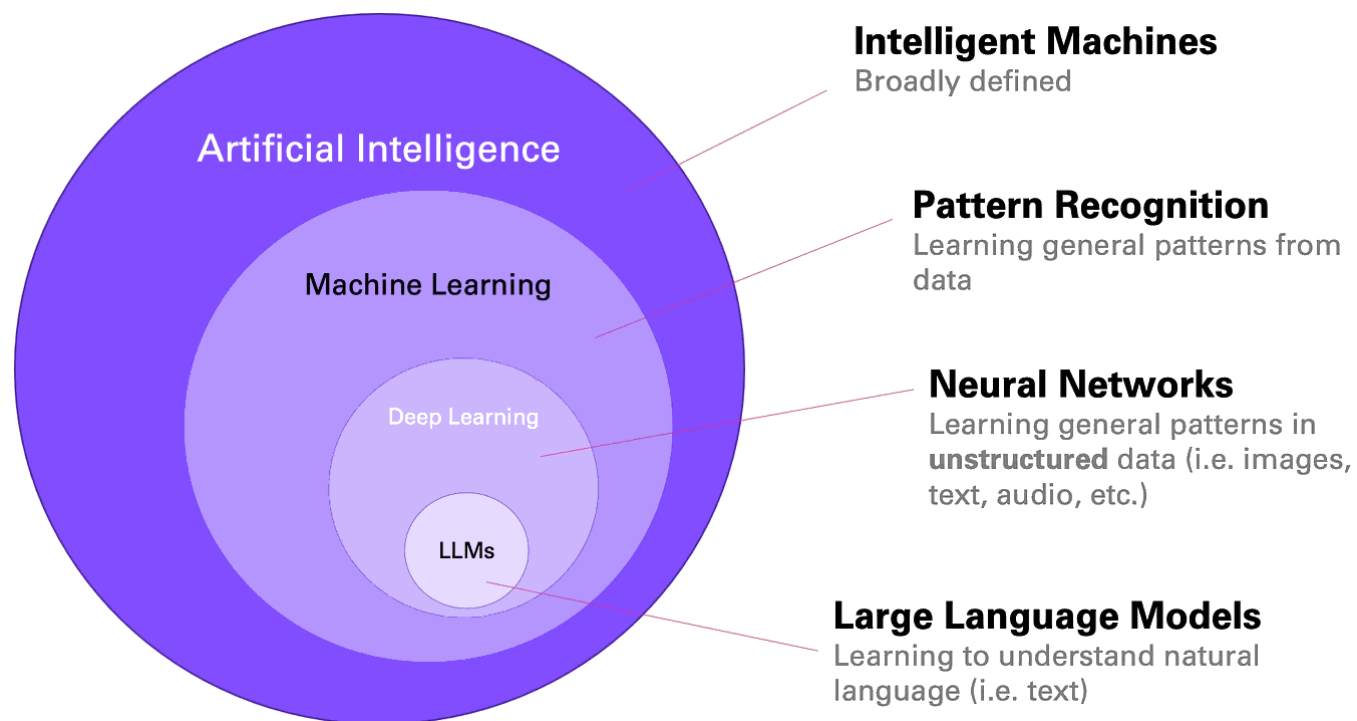 Intelligent Machines
Broadly defined
Artificial Intelligence
Pattern Recognition
Learning general patterns from
data
Machine Learning
Neural Networks
Learning general patterns in
unstructured data (i.e. images,
text, audio, etc.)
Deep Learning
LLMs
Large Language Models
Learning to understand natural
language (i.e. text)